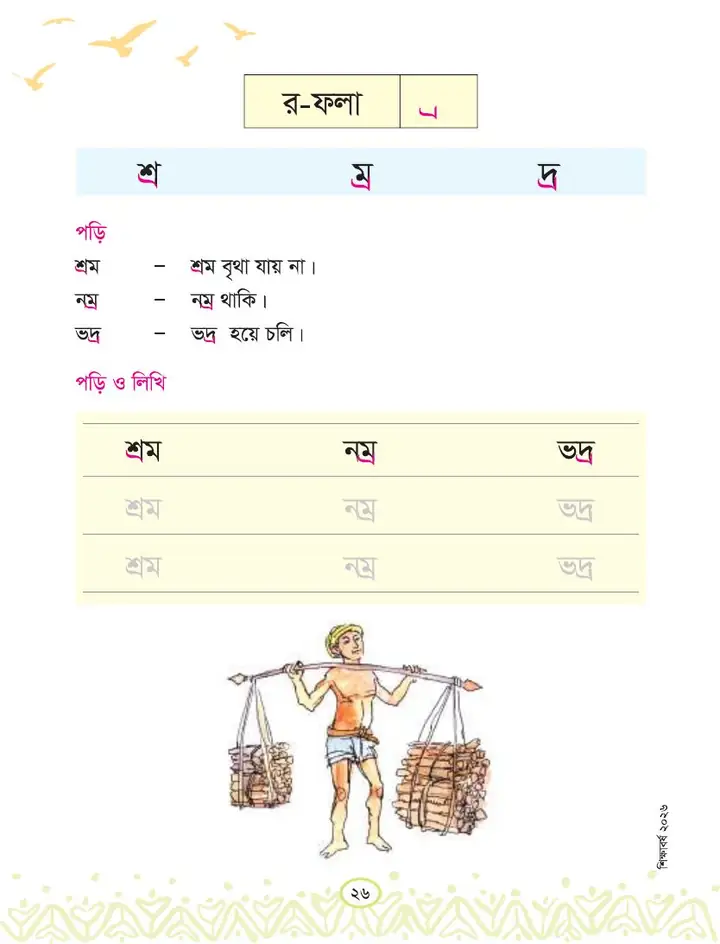 র-ফলা ্র
শ্র ম্র দ্র
পড়ি
শ্রম – শ্রম বৃথা যায় না।
নম্র – নম্র থাকি।
ভদ্র – ভদ্র হয়ে চলি।
পড়ি ও লিখি
শ্রম নম্র ভদ্র
শ্রম নম্র ভদ্র
শ্রম নম্র ভদ্র
শিক্ষাবর্ষ ২০২৬
২৬